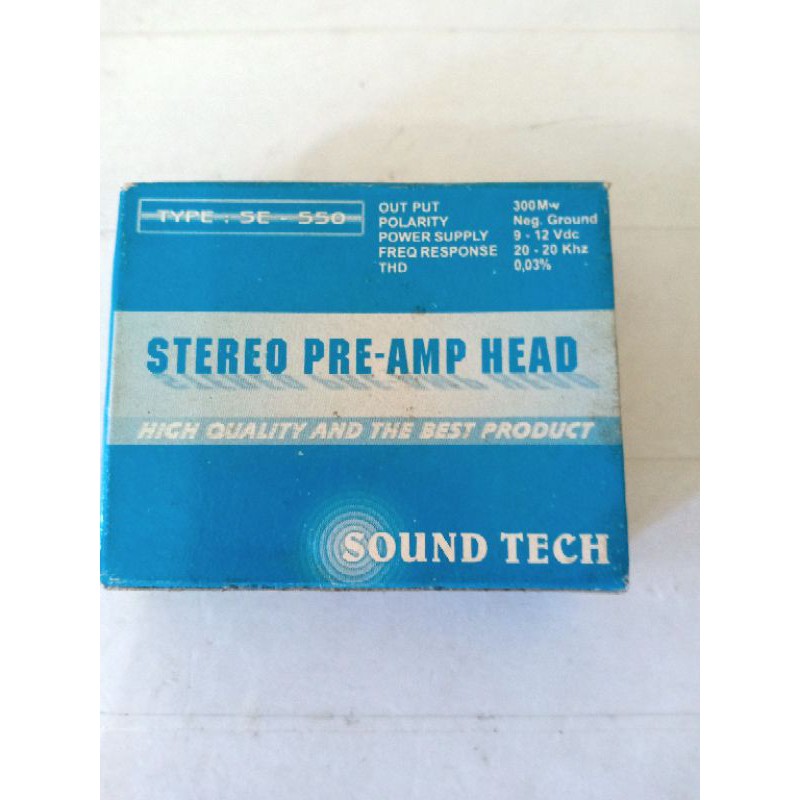 TYPE : SE - 550
OUT PUT 300Mw
POLARITY Neg. Ground
POWER SUPPLY 9 - 12 Vdc
FREQ RESPONSE 20 - 20 Khz
THD 0,03%
STEREO PRE-AMP HEAD
HIGH QUALITY AND THE BEST PRODUCT
SOUND TECH